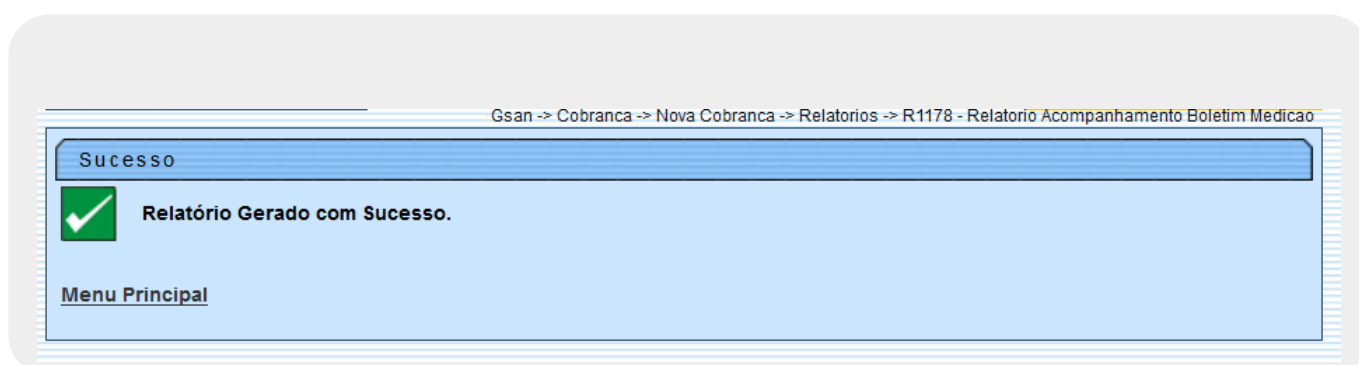 Gsan -> Cobranca -> Nova Cobranca -> Relatorios -> R1178 - Relatorio Acompanhamento Boletim Medicao
Sucesso
Relatório Gerado com Sucesso.
Menu Principal